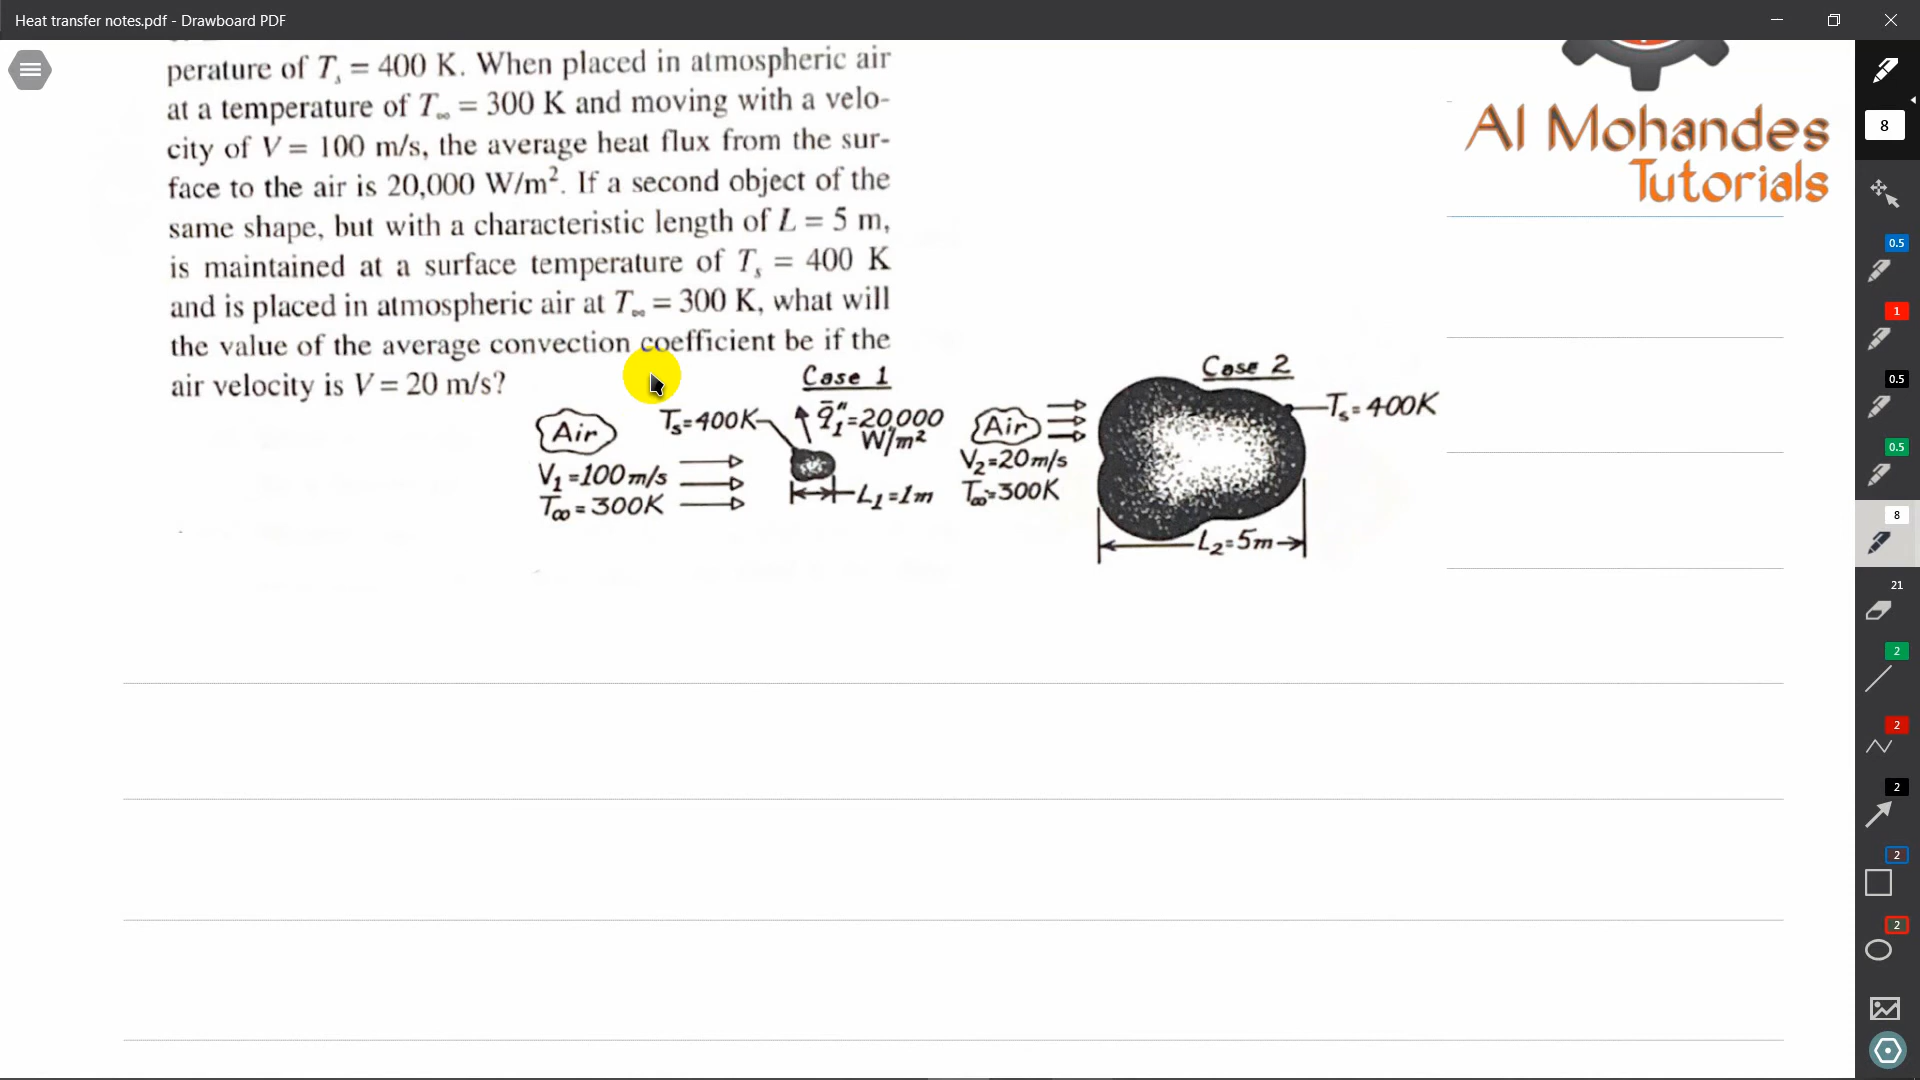 Heat transfer notes.pdf - Drawboard PDF
perature of Ts = 400 K. When placed in atmospheric air
at a temperature of T∞ = 300 K and moving with a velo-
city of V = 100 m/s, the average heat flux from the sur-
face to the air is 20,000 W/m². If a second object of the
same shape, but with a characteristic length of L = 5 m,
is maintained at a surface temperature of Ts = 400 K
and is placed in atmospheric air at T∞ = 300 K, what will
the value of the average convection coefficient be if the
air velocity is V = 20 m/s?
Case 1
Air
Ts=400K
q̄₁"=20,000
W/m²
V₁=100m/s
T∞=300K
L₁=1m
Case 2
Air
V₂=20m/s
T∞=300K
Ts=400K
L₂=5m
Al Mohandes
Tutorials
8
0.5
1
0.5
0.5
8
21
2
2
2
2
2